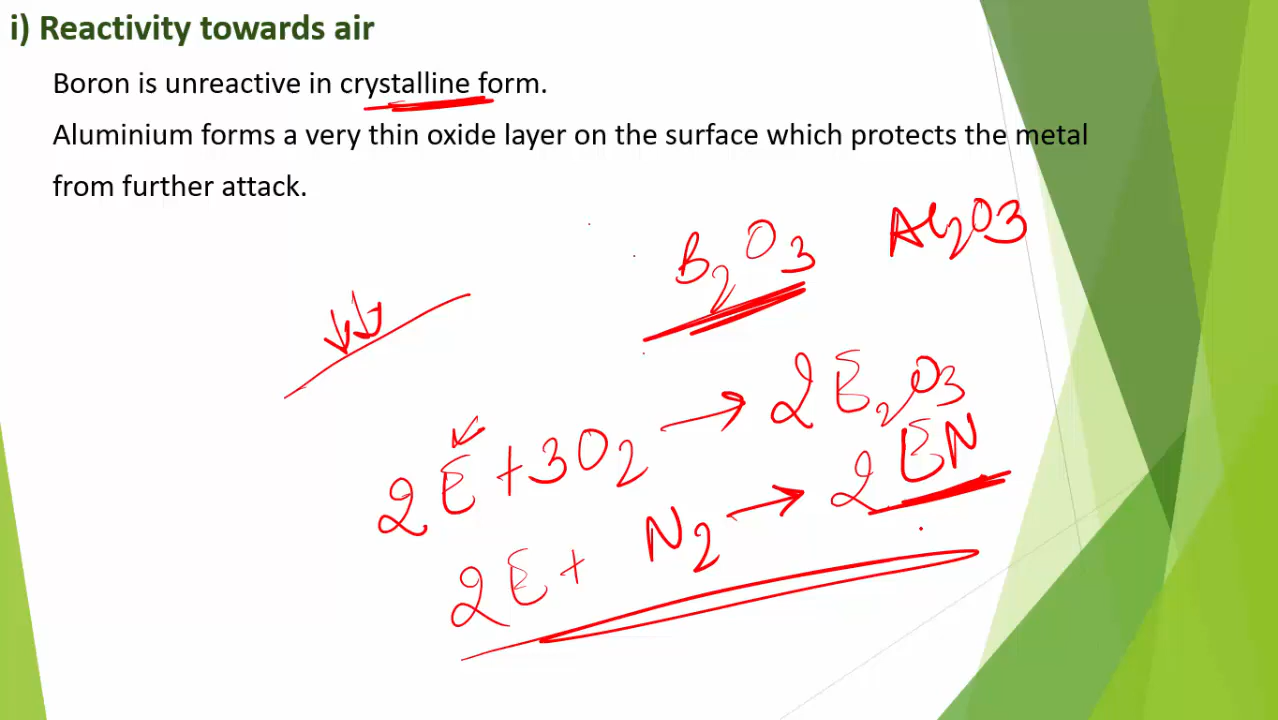 i) Reactivity towards air
Boron is unreactive in crystalline form.
Aluminium forms a very thin oxide layer on the surface which protects the metal
from further attack.
B₂O₃ Al₂O₃
2E + 3O₂ → 2E₂O₃
2E + N₂ → 2EN